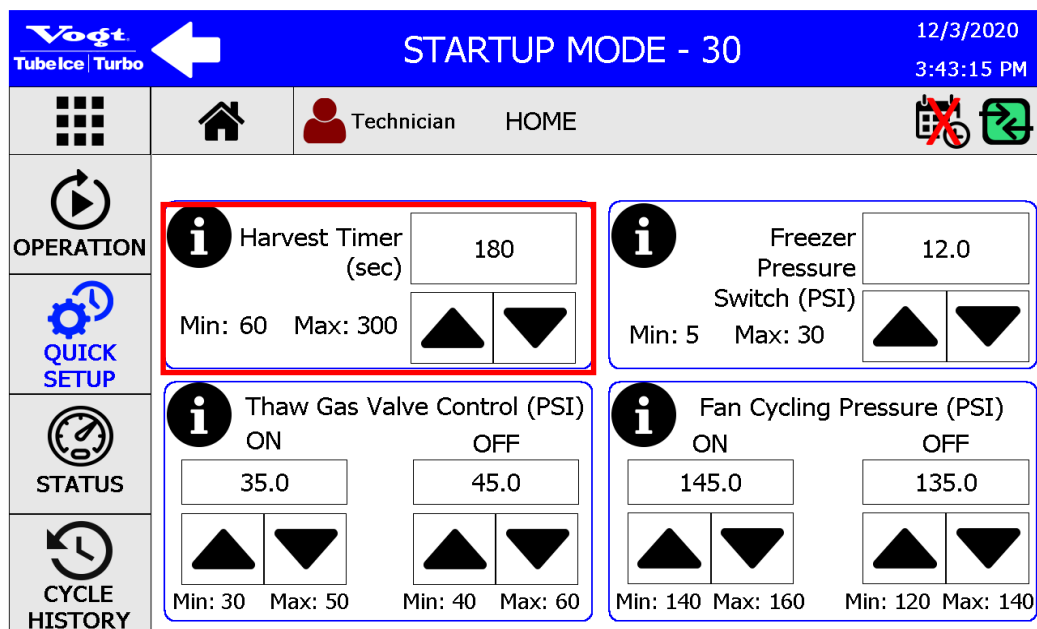 Vogt
STARTUP MODE - 30
12/3/2020
Tube Ice | Turbo
3:43:15 PM
Technician
HOME
OPERATION
QUICK
SETUP
STATUS
CYCLE
HISTORY
i
Harvest Timer
(sec)
180
Min: 60 Max: 300
i
Freezer
Pressure
Switch (PSI)
12.0
Min: 5 Max: 30
i
Thaw Gas Valve Control (PSI)
ON OFF
35.0 45.0
Min: 30 Max: 50 Min: 40 Max: 60
i
Fan Cycling Pressure (PSI)
ON OFF
145.0 135.0
Min: 140 Max: 160 Min: 120 Max: 140